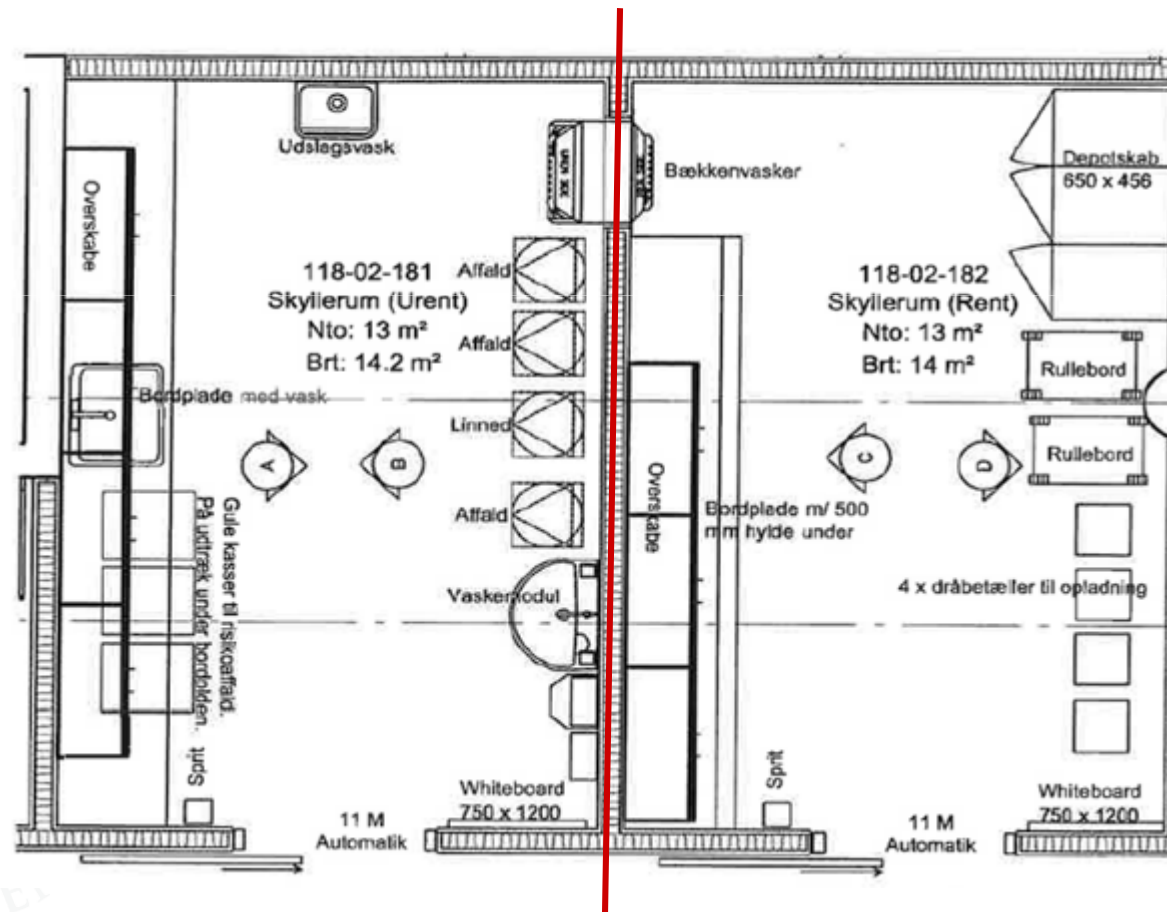 Udslagsvask
Overskabe
118-02-181
Skyllerum (Urent)
Nto: 13 m²
Brt: 14.2 m²
Bordplade med vask
A
B
Affald
Affald
Linned
Affald
Vaskemodul
Gule kasser til risikoaffald.
På udtræk under bordpladen.
Sprit
Whiteboard
750 x 1200
11 M
Automatik
Bækkenvasker
Depotskab
650 x 456
118-02-182
Skyllerum (Rent)
Nto: 13 m²
Brt: 14 m²
Rullebord
Rullebord
C
D
Overskabe
Bordplade m/ 500
mm hylde under
4 x dråbetæller til opladning
Sprit
Whiteboard
750 x 1200
11 M
Automatik